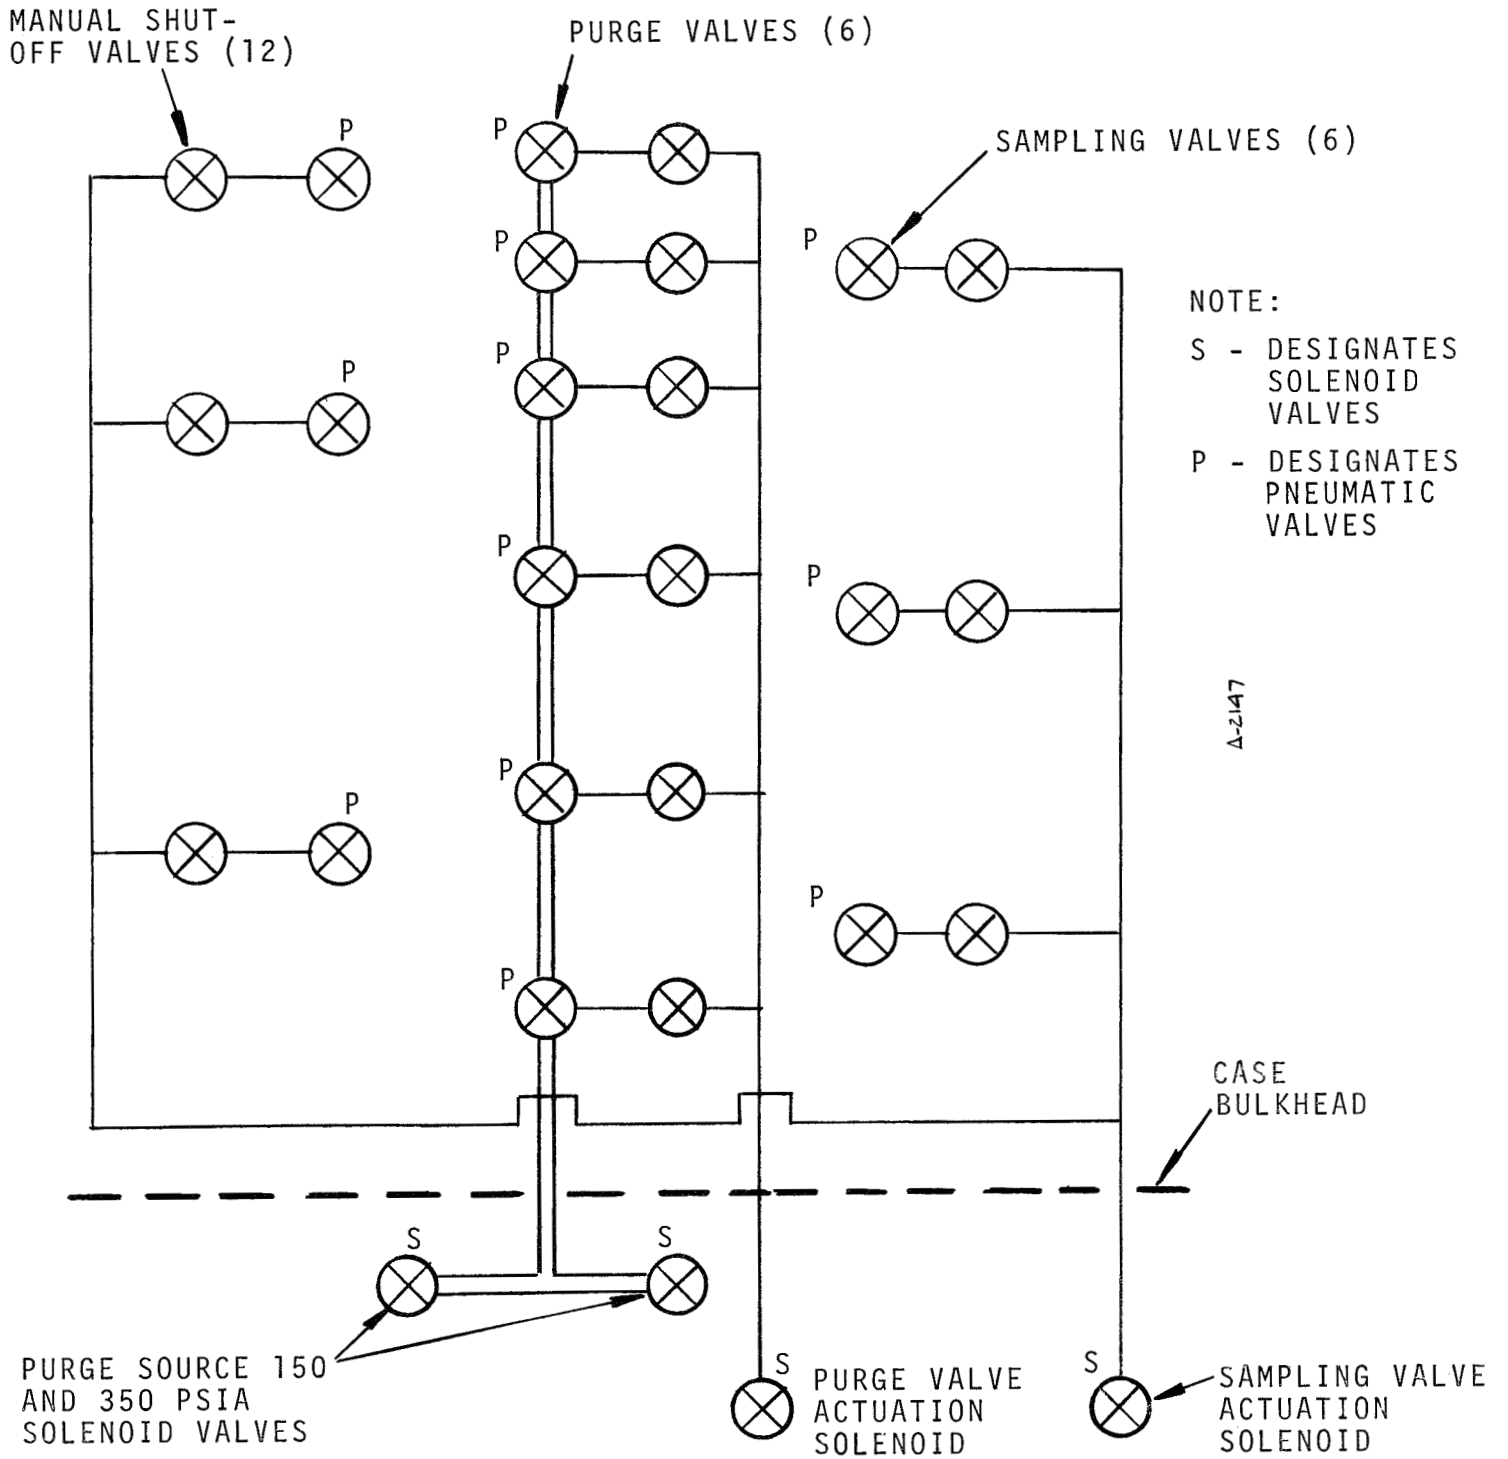 MANUAL SHUT-
OFF VALVES (12)
PURGE VALVES (6)
P
P
SAMPLING VALVES (6)
P
P
NOTE:
S - DESIGNATES
SOLENOID
VALVES
P
P
P - DESIGNATES
PNEUMATIC
VALVES
P
P
A-2147
P
P
P
P
CASE
BULKHEAD
S
S
PURGE SOURCE 150
AND 350 PSIA
SOLENOID VALVES
S
PURGE VALVE
ACTUATION
SOLENOID
S
SAMPLING VALVE
ACTUATION
SOLENOID